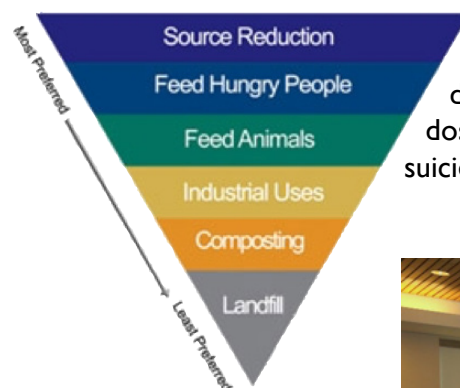 Most Preferred
Source Reduction
Feed Hungry People
Feed Animals
Industrial Uses
Composting
Landfill
Least Preferred